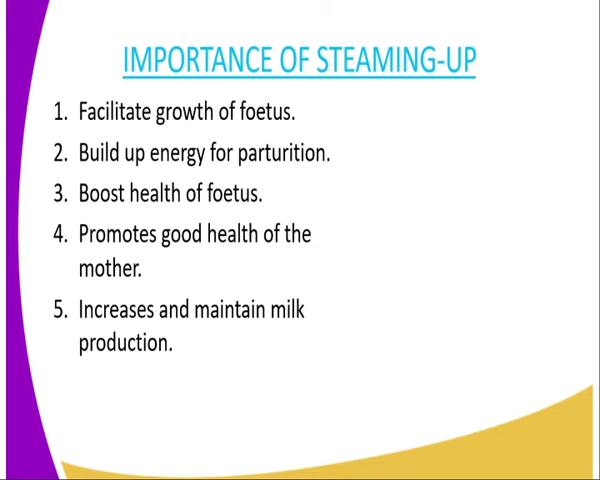 IMPORTANCE OF STEAMING-UP
1. Facilitate growth of foetus.
2. Build up energy for parturition.
3. Boost health of foetus.
4. Promotes good health of the
mother.
5. Increases and maintain milk
production.